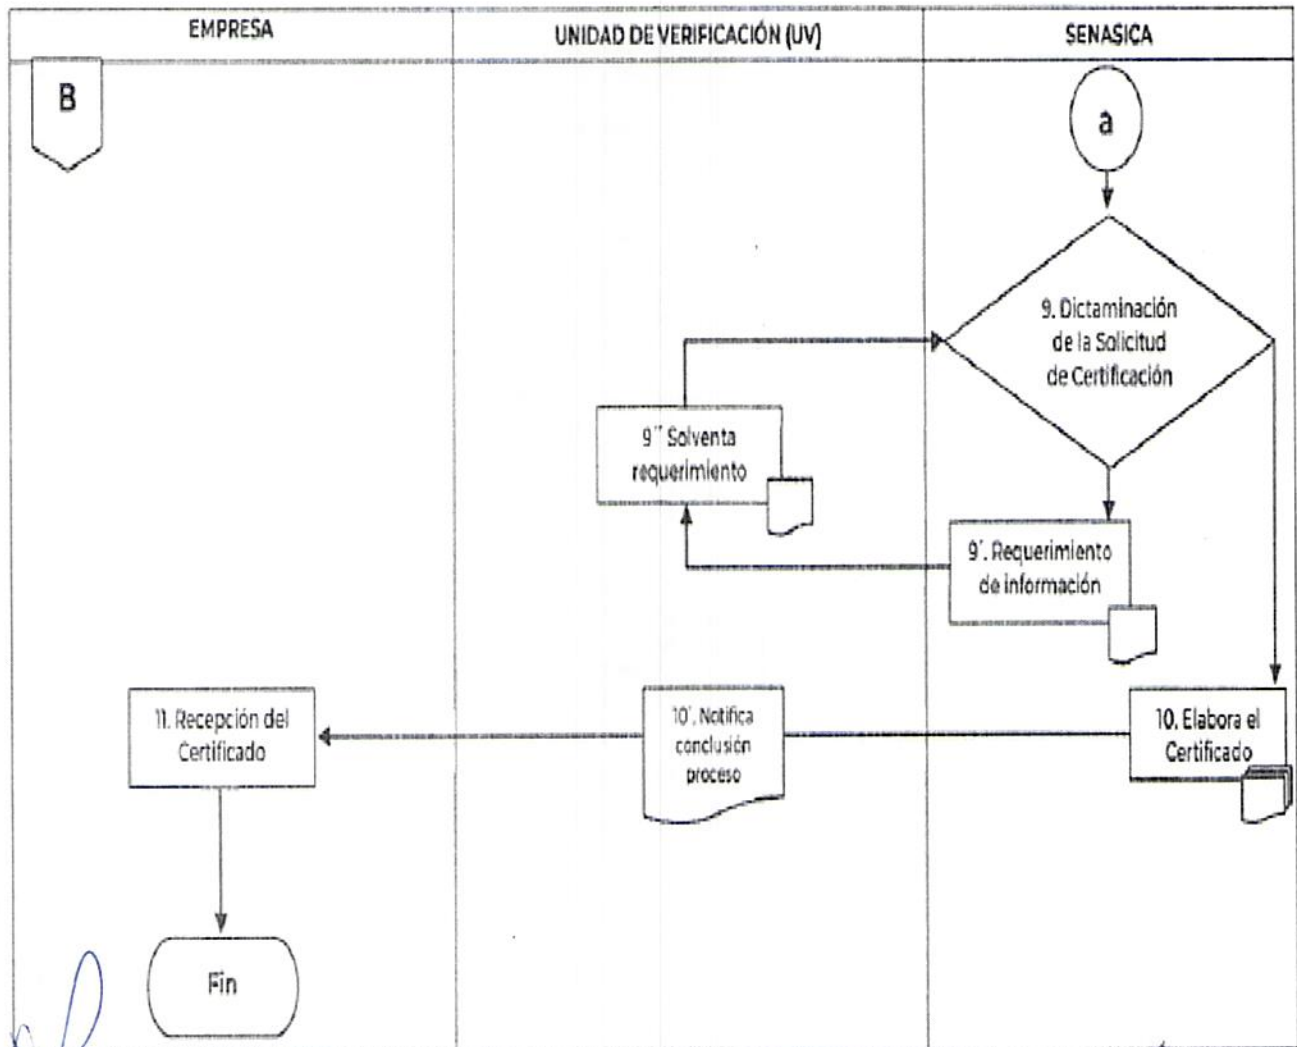 EMPRESA
UNIDAD DE VERIFICACIÓN (UV)
SENASICA
B
a
9. Dictaminación
de la Solicitud
de Certificación
9'' Solventa
requerimiento
9'. Requerimiento
de información
11. Recepción del
Certificado
10'. Notifica
conclusión
proceso
10. Elabora el
Certificado
Fin